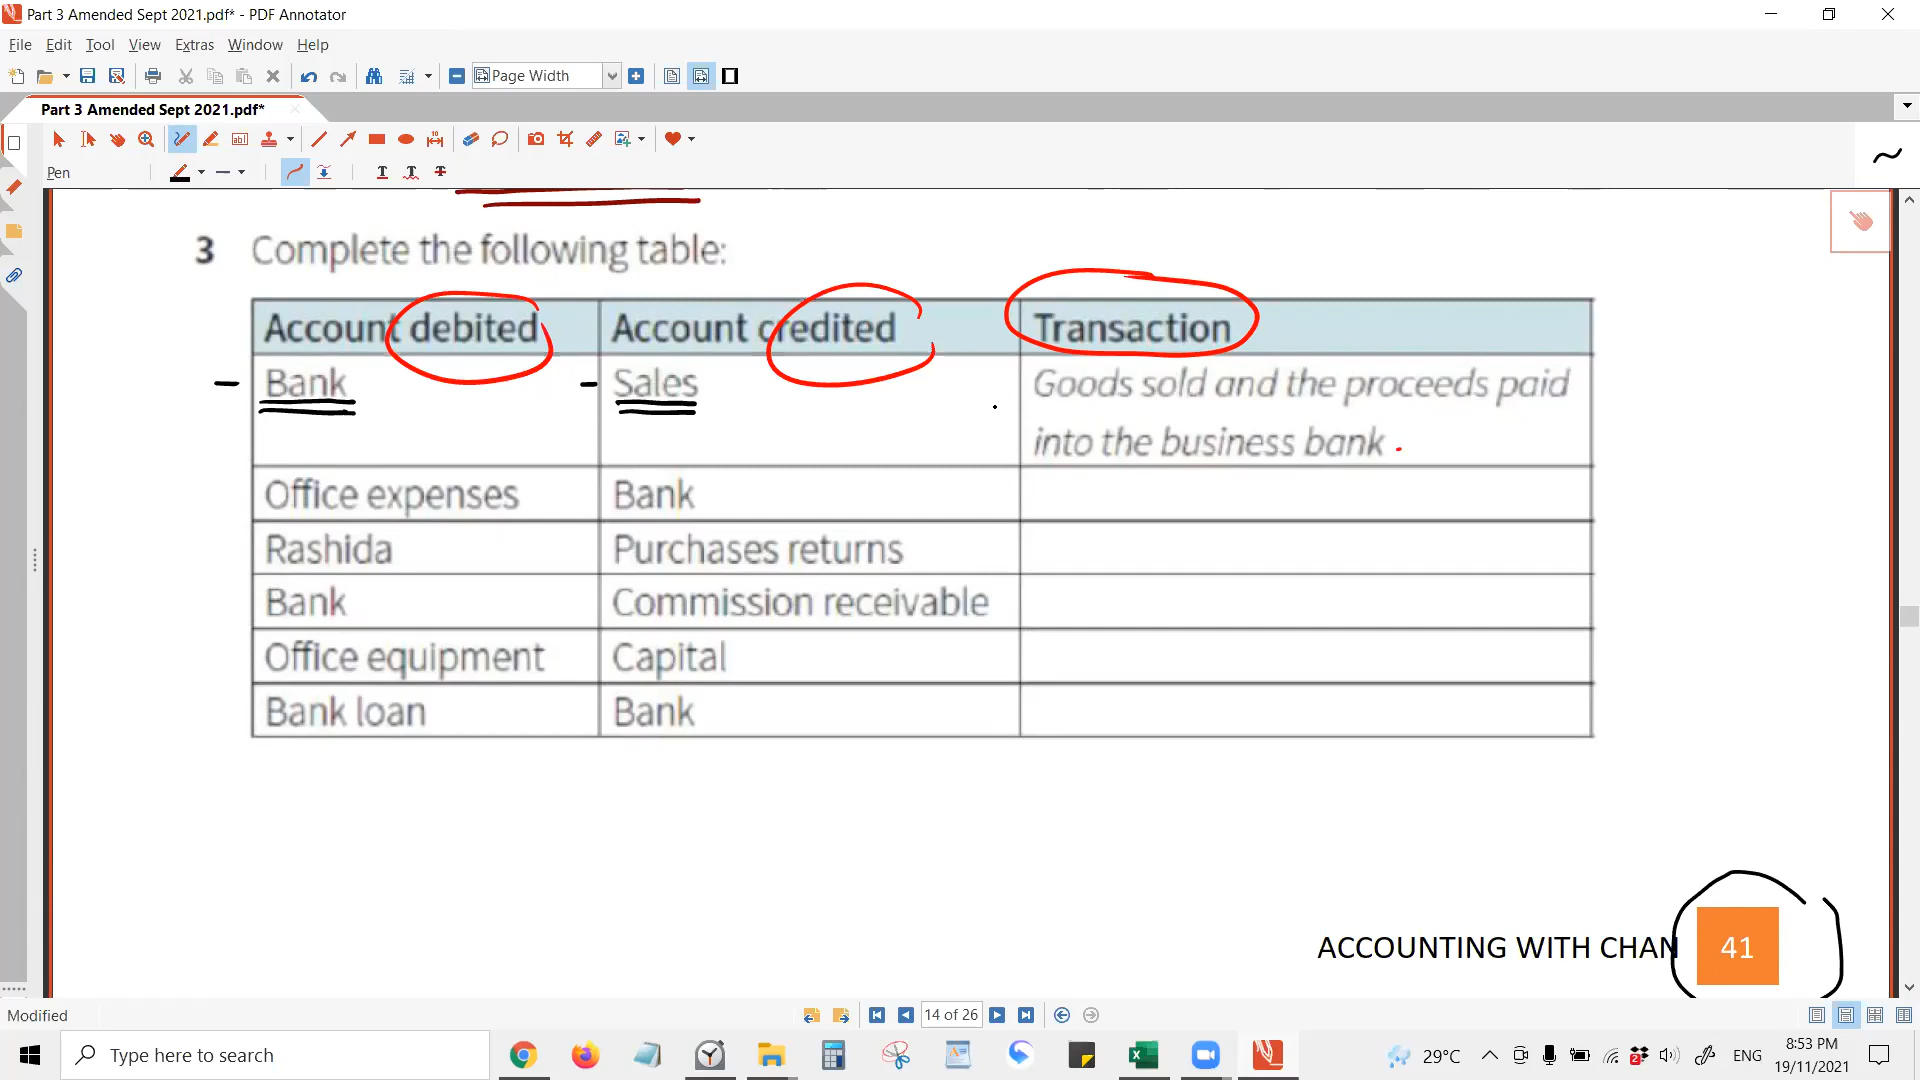 Part 3 Amended Sept 2021.pdf* - PDF Annotator
File Edit Tool View Extras Window Help
Page Width
Part 3 Amended Sept 2021.pdf*
Pen
3 Complete the following table:
Account debited Account credited Transaction
Bank Sales Goods sold and the proceeds paid
into the business bank
Office expenses Bank
Rashida Purchases returns
Bank Commission receivable
Office equipment Capital
Bank loan Bank
ACCOUNTING WITH CHAN 41
Modified 14 of 26
Type here to search 29°C ENG 8:53 PM
19/11/2021